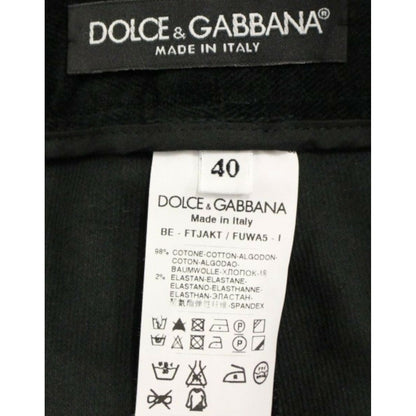 DOLCE & GABBANA®
MADE IN ITALY
40
DOLCE & GABBANA
Made in Italy
BE - FTJAKT / FUWA5 - I
98% COTONE-COTTON-ALGODON-
COTON-ALGODAO-
BAUMWOLLE-ХЛОПОК-
2% ELASTAN-ELASTANE-
ELASTANO-ELASTHANNE-
ELASTHAN-ЭЛАСТАН-
-SPANDEX
P